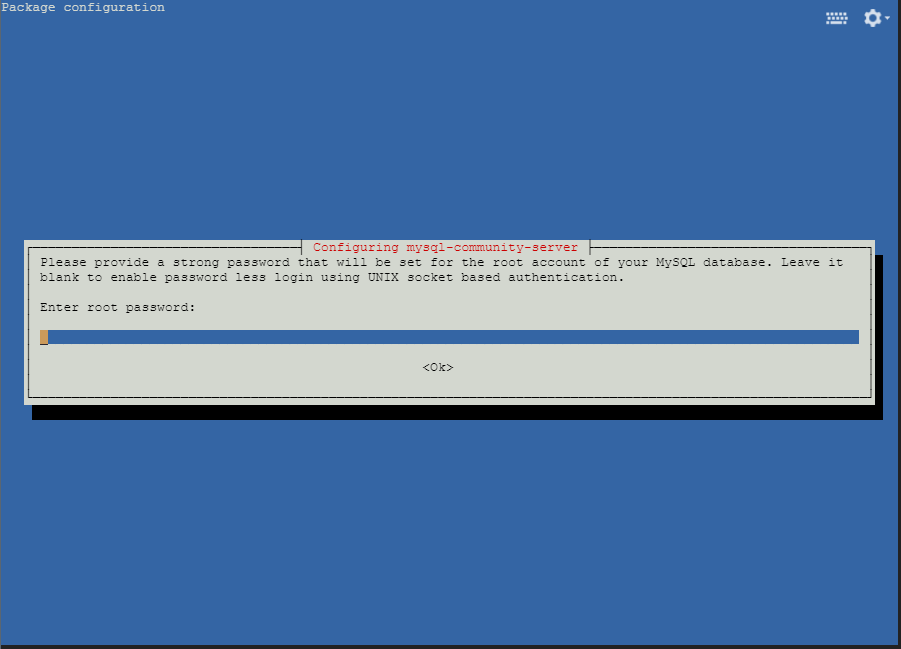 Package configuration
Configuring mysql-community-server
Please provide a strong password that will be set for the root account of your MySQL database. Leave it
blank to enable password less login using UNIX socket based authentication.
Enter root password:
<Ok>